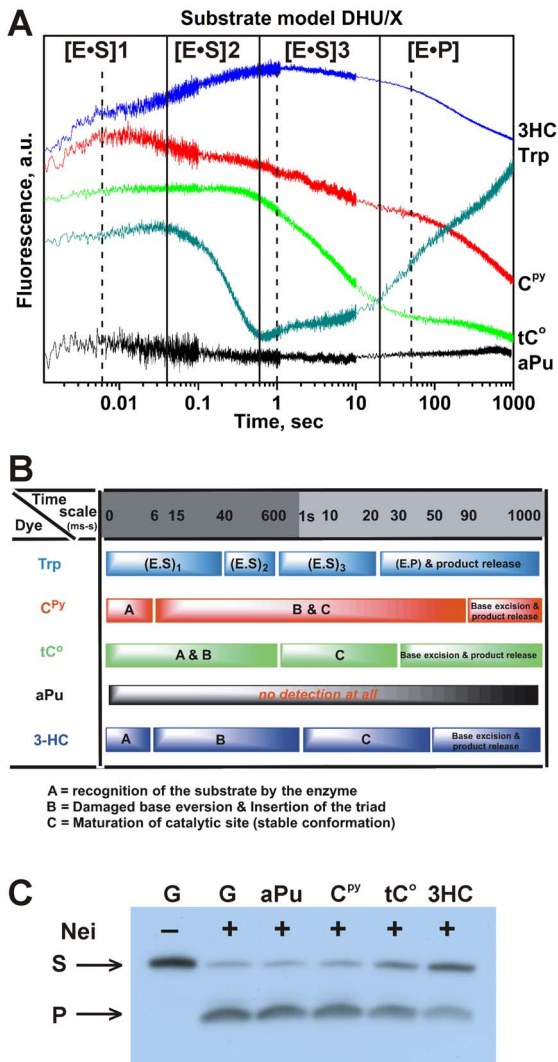 A
Substrate model DHU/X
[E•S]1 [E•S]2 [E•S]3 [E•P]
Fluorescence, a.u.
3HC
Trp
Cᵖʸ
tCᵒ
aPu
0.01 0.1 1 10 100 1000
Time, sec
B
Time scale (ms-s)
Dye
0 6 15 40 600 1s 10 20 30 50 90 1000
Trp (E.S)₁ (E.S)₂ (E.S)₃ (E.P) & product release
Cᴾʸ A B & C Base excision & product release
tCᵒ A & B C Base excision & product release
aPu no detection at all
3-HC A B C Base excision & product release
A = recognition of the substrate by the enzyme
B = Damaged base eversion & Insertion of the triad
C = Maturation of catalytic site (stable conformation)
C
G G aPu Cᵖʸ tCᵒ 3HC
Nei – + + + + +
S
P